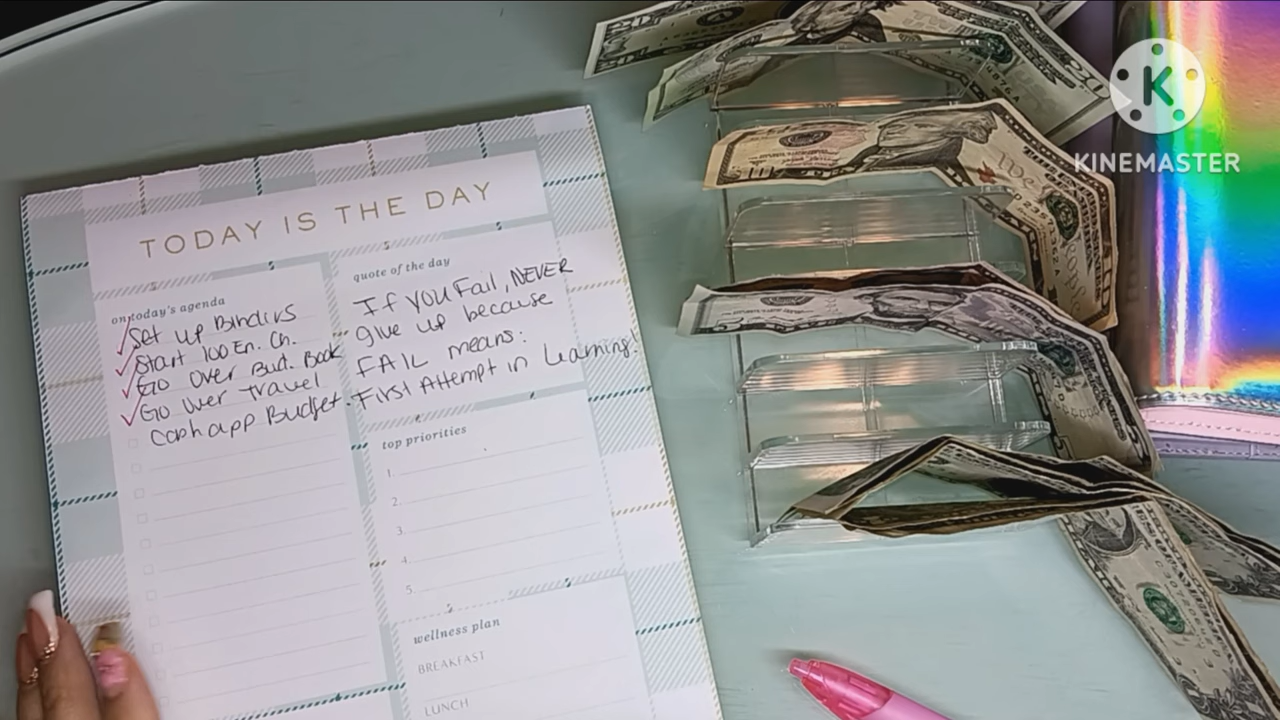 KINEMASTER
TODAY IS THE DAY
on today's agenda
Set up Binders
Start 100 En. Ch.
Go Over Bud. Book
Go Over Travel
Cash app Budget.
quote of the day
If you Fail, NEVER
give up because
FAIL means:
First Attempt in Learning!
top priorities
1.
2.
3.
4.
5.
wellness plan
BREAKFAST
LUNCH